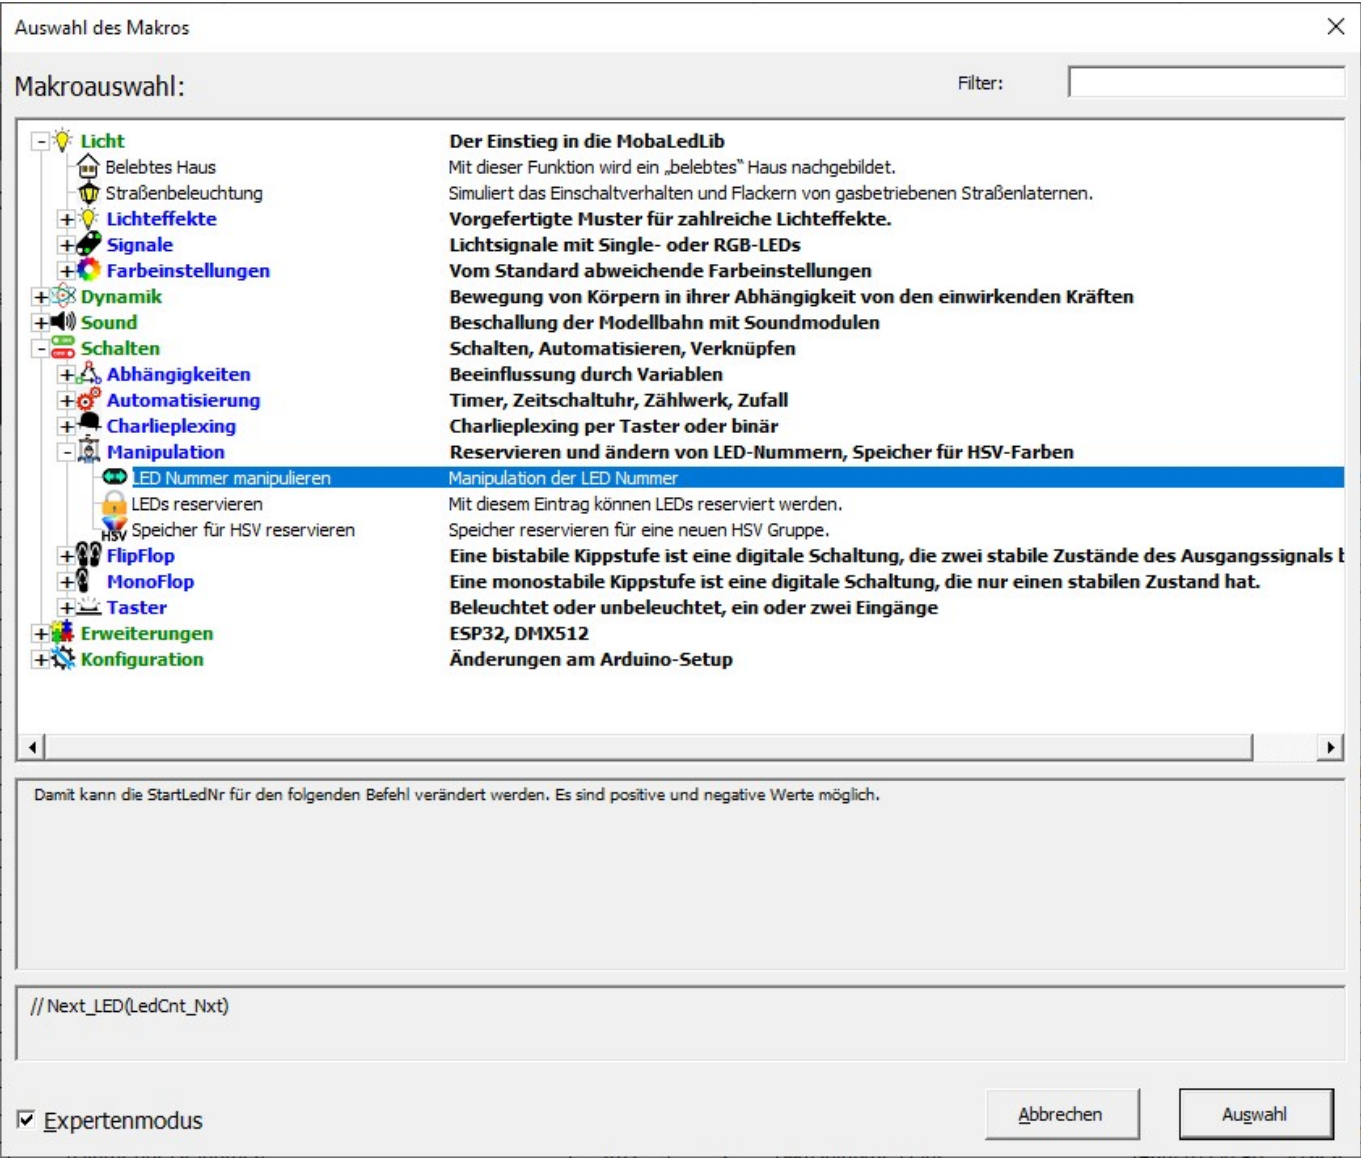 Auswahl des Makros
Makroauswahl:
Filter:
Licht Der Einstieg in die MobaLedLib
Belebtes Haus Mit dieser Funktion wird ein „belebtes“ Haus nachgebildet.
Straßenbeleuchtung Simuliert das Einschaltverhalten und Flackern von gasbetriebenen Straßenlaternen.
Lichteffekte Vorgefertigte Muster für zahlreiche Lichteffekte.
Signale Lichtsignale mit Single- oder RGB-LEDs
Farbeinstellungen Vom Standard abweichende Farbeinstellungen
Dynamik Bewegung von Körpern in ihrer Abhängigkeit von den einwirkenden Kräften
Sound Beschallung der Modellbahn mit Soundmodulen
Schalten Schalten, Automatisieren, Verknüpfen
Abhängigkeiten Beeinflussung durch Variablen
Automatisierung Timer, Zeitschaltuhr, Zählwerk, Zufall
Charlieplexing Charlieplexing per Taster oder binär
Manipulation Reservieren und ändern von LED-Nummern, Speicher für HSV-Farben
LED Nummer manipulieren Manipulation der LED Nummer
LEDs reservieren Mit diesem Eintrag können LEDs reserviert werden.
HSV Speicher für HSV reservieren Speicher reservieren für eine neuen HSV Gruppe.
FlipFlop Eine bistabile Kippstufe ist eine digitale Schaltung, die zwei stabile Zustände des Ausgangssignals
MonoFlop Eine monostabile Kippstufe ist eine digitale Schaltung, die nur einen stabilen Zustand hat.
Taster Beleuchtet oder unbeleuchtet, ein oder zwei Eingänge
Erweiterungen ESP32, DMX512
Konfiguration Änderungen am Arduino-Setup
Damit kann die StartLedNr für den folgenden Befehl verändert werden. Es sind positive und negative Werte möglich.
// Next_LED(LedCnt_Nxt)
Expertenmodus
Abbrechen
Auswahl